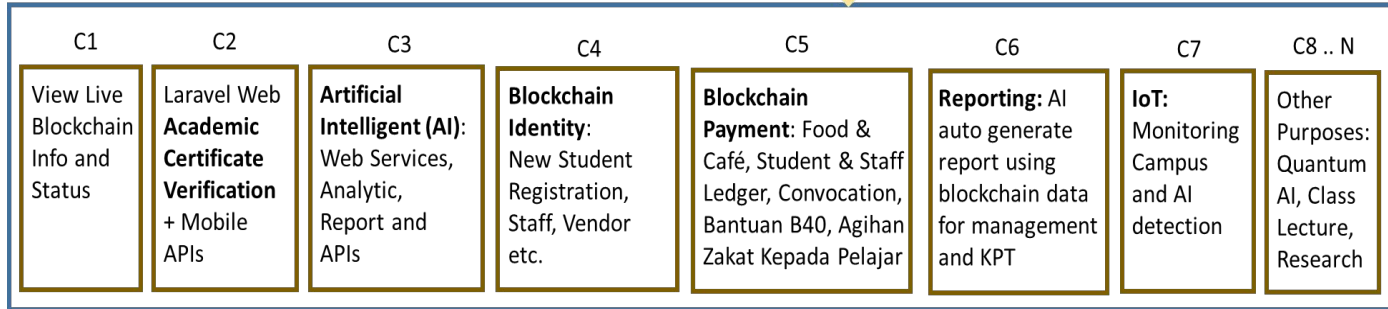 C1
View Live
Blockchain
Info and
Status
C2
Laravel Web
Academic
Certificate
Verification
+ Mobile
APIs
C3
Artificial
Intelligent (AI):
Web Services,
Analytic,
Report and
APIs
C4
Blockchain
Identity:
New Student
Registration,
Staff, Vendor
etc.
C5
Blockchain
Payment: Food &
Café, Student & Staff
Ledger, Convocation,
Bantuan B40, Agihan
Zakat Kepada Pelajar
C6
Reporting: AI
auto generate
report using
blockchain data
for management
and KPT
C7
IoT:
Monitoring
Campus
and AI
detection
C8 .. N
Other
Purposes:
Quantum
AI, Class
Lecture,
Research